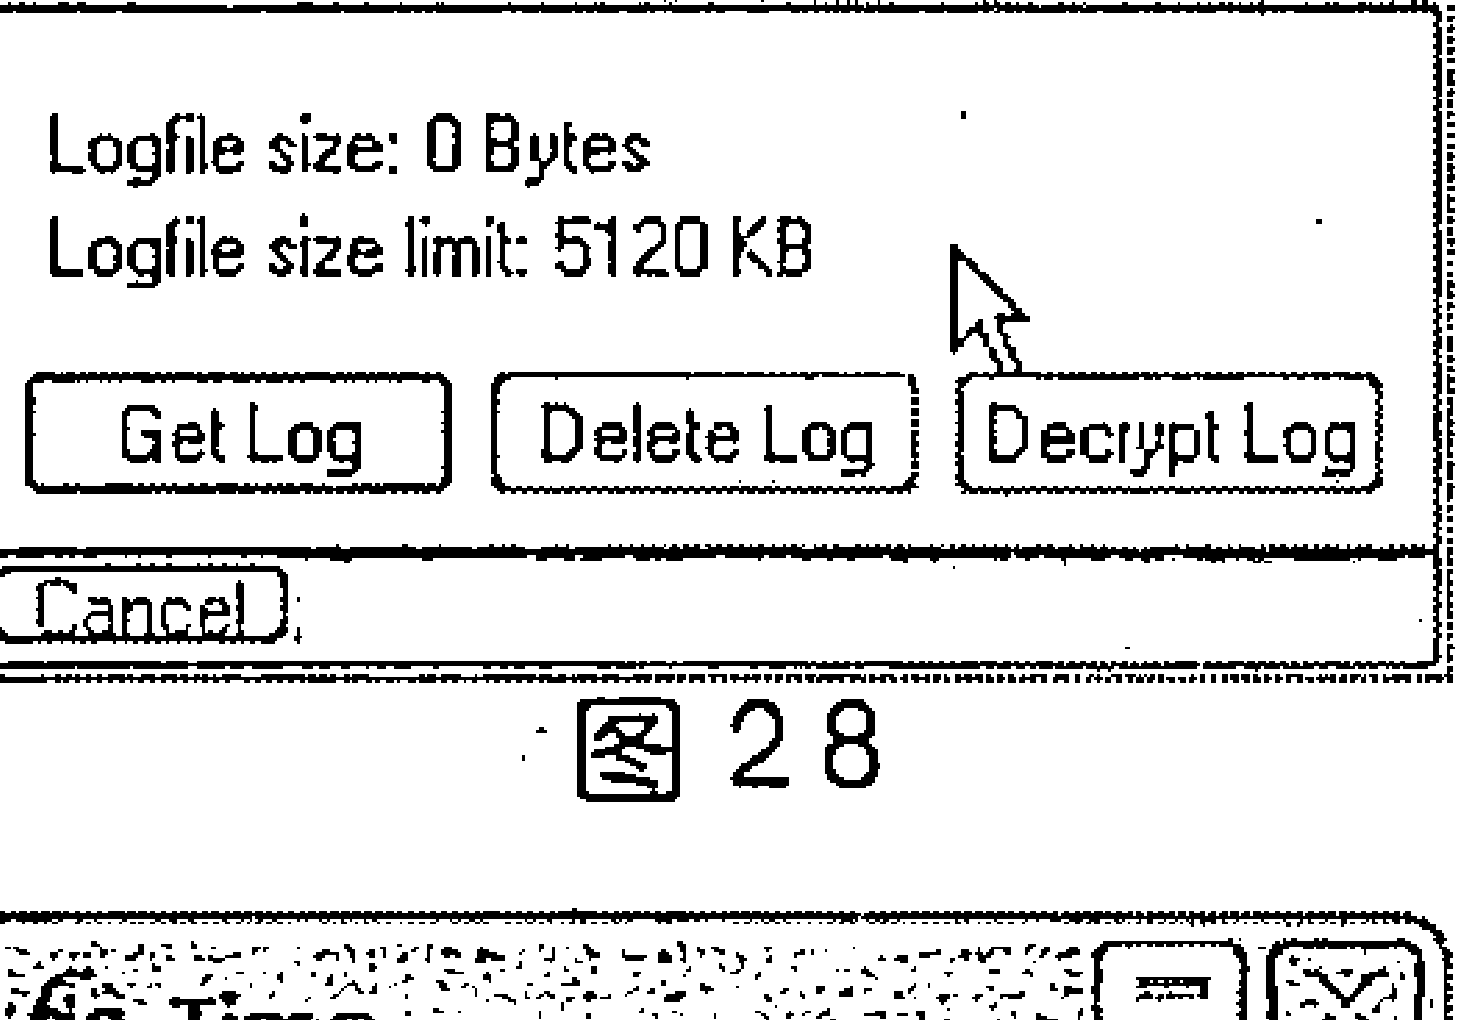 Logfile size: 0 Bytes
Logfile size limit: 5120 KB
Get Log Delete Log Decrypt Log
Cancel
图 28